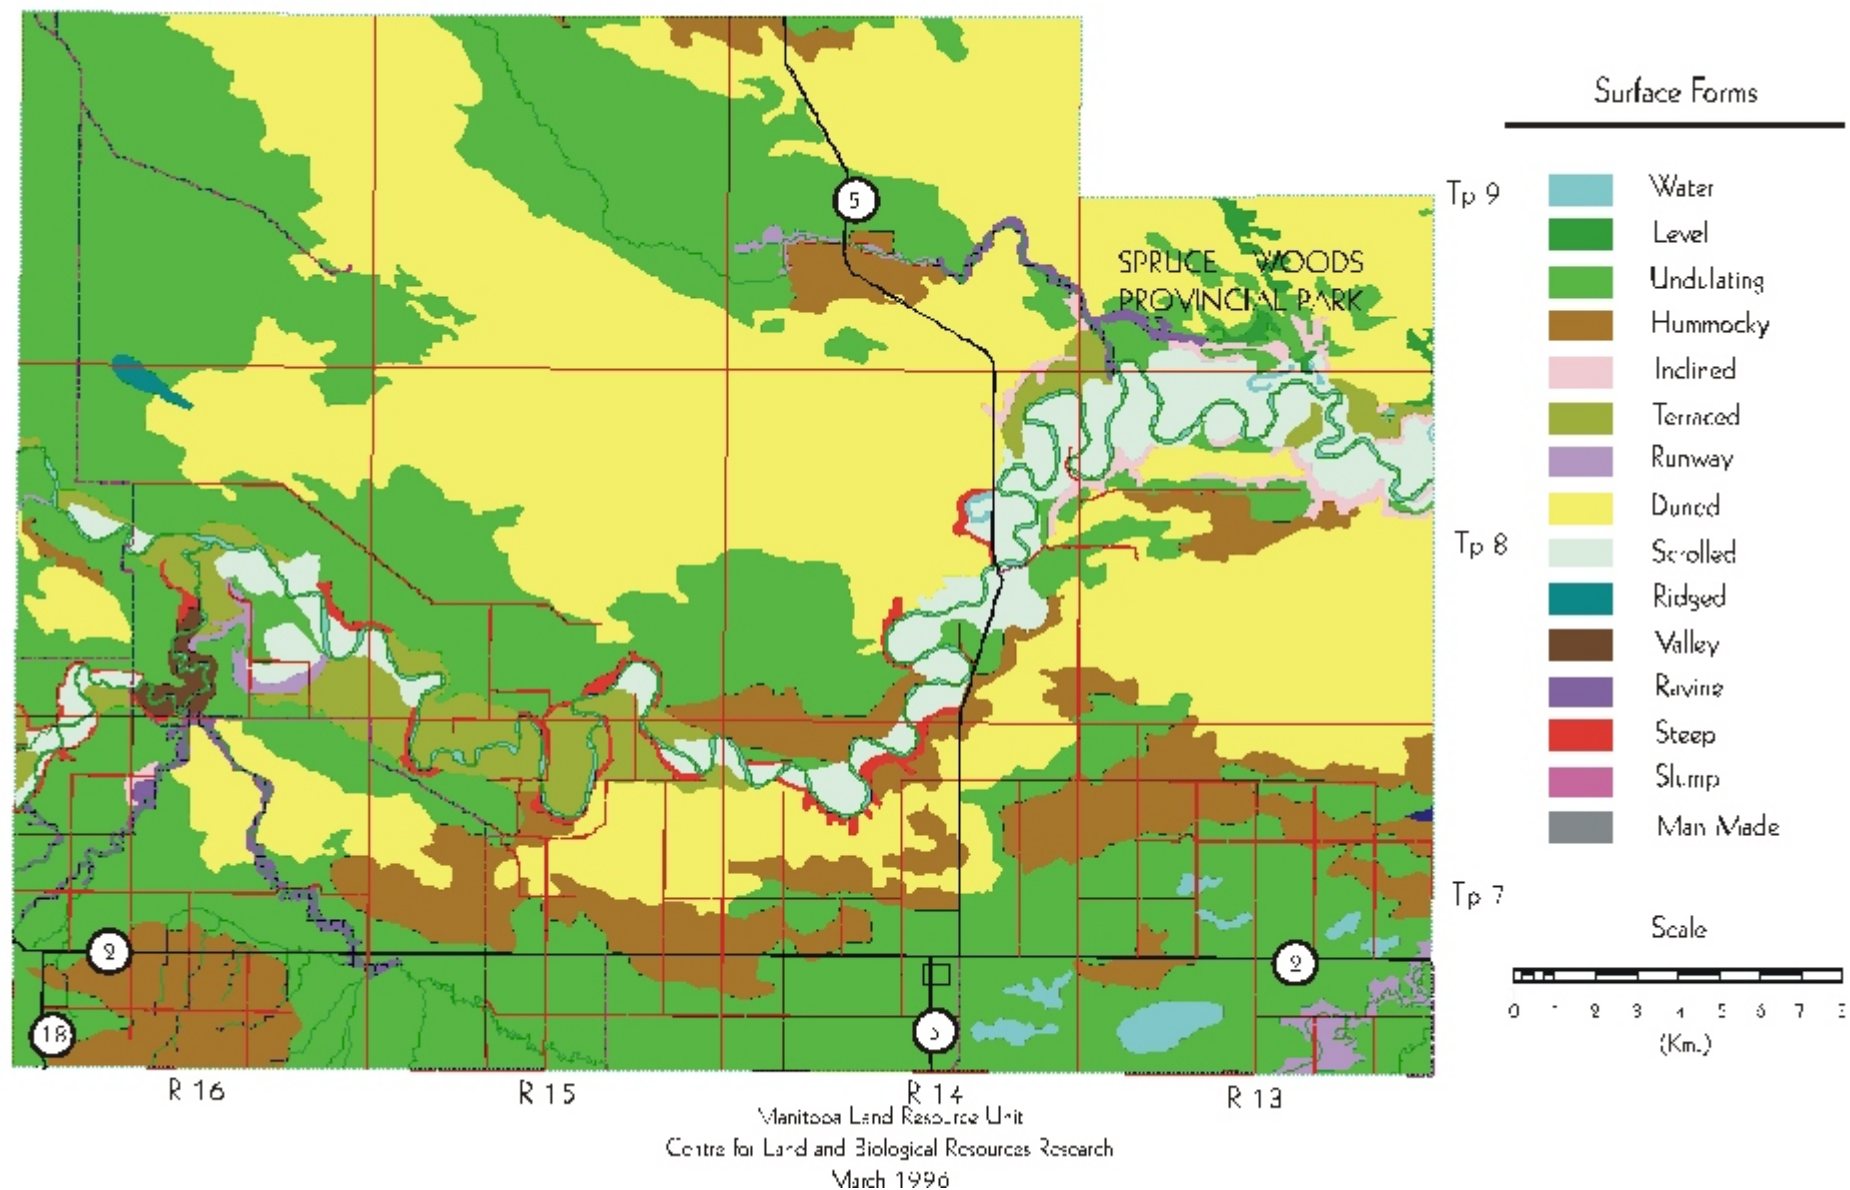 Surface Forms
Tp 9
Water
Level
5
SPRUCE WOODS
PROVINCIAL PARK
Undulating
Hummocky
Inclined
Terraced
Runway
Duned
Tp 8
Scrolled
Ridged
Valley
Ravine
Steep
Slump
Man Made
Tp 7
Scale
2
2
18
0 1 2 3 4 5 6 7
(Km.)
R 16 R 15 R 14 R 13
Manitoba Land Resource Unit
Centre for Land and Biological Resources Research
March 1996